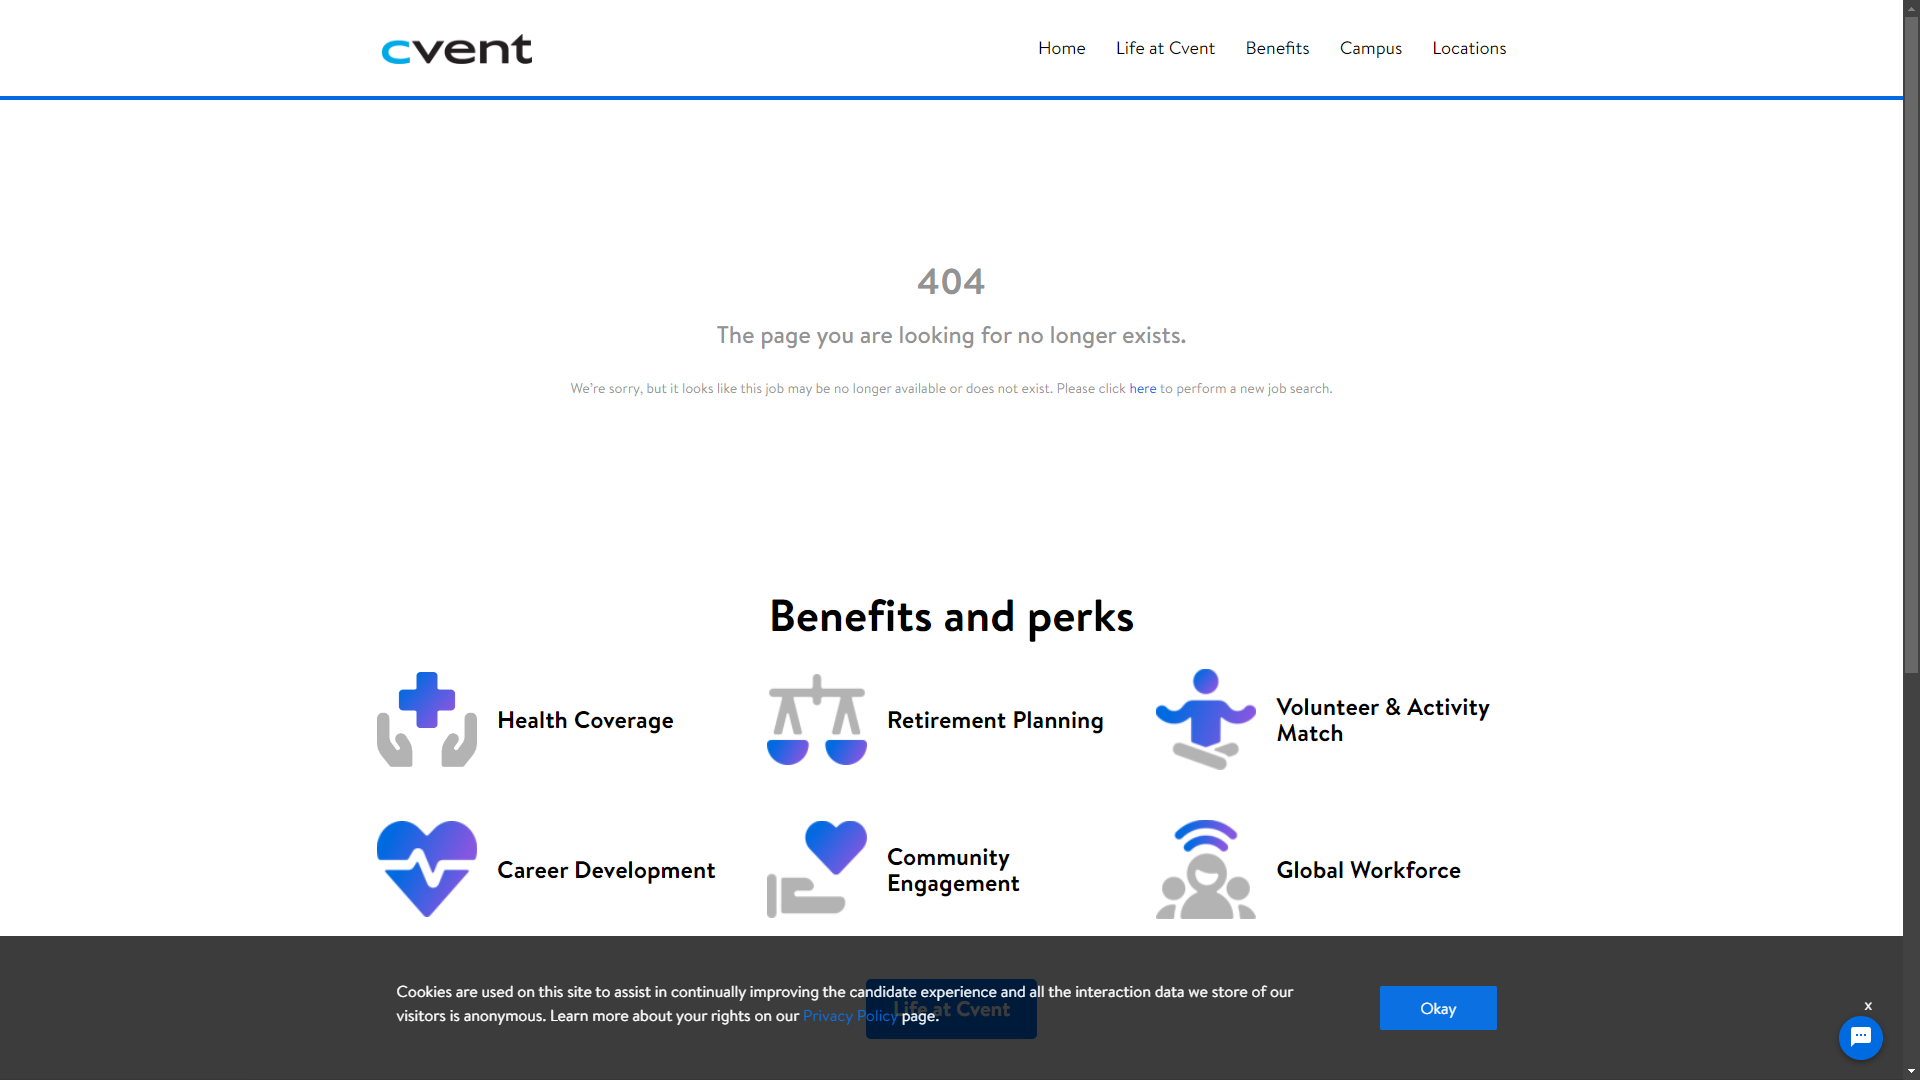 cvent
Home
Life at Cvent
Benefits
Campus
Locations
404
The page you are looking for no longer exists.
We're sorry, but it looks like this job may be no longer available or does not exist. Please click here to perform a new job search.
Benefits and perks
Health Coverage
Retirement Planning
Volunteer & Activity
Match
Career Development
Community
Engagement
Global Workforce
Cookies are used on this site to assist in continually improving the candidate experience and all the interaction data we store of our
visitors is anonymous. Learn more about your rights on our Privacy Policy page.
Life at Cvent
Okay
x